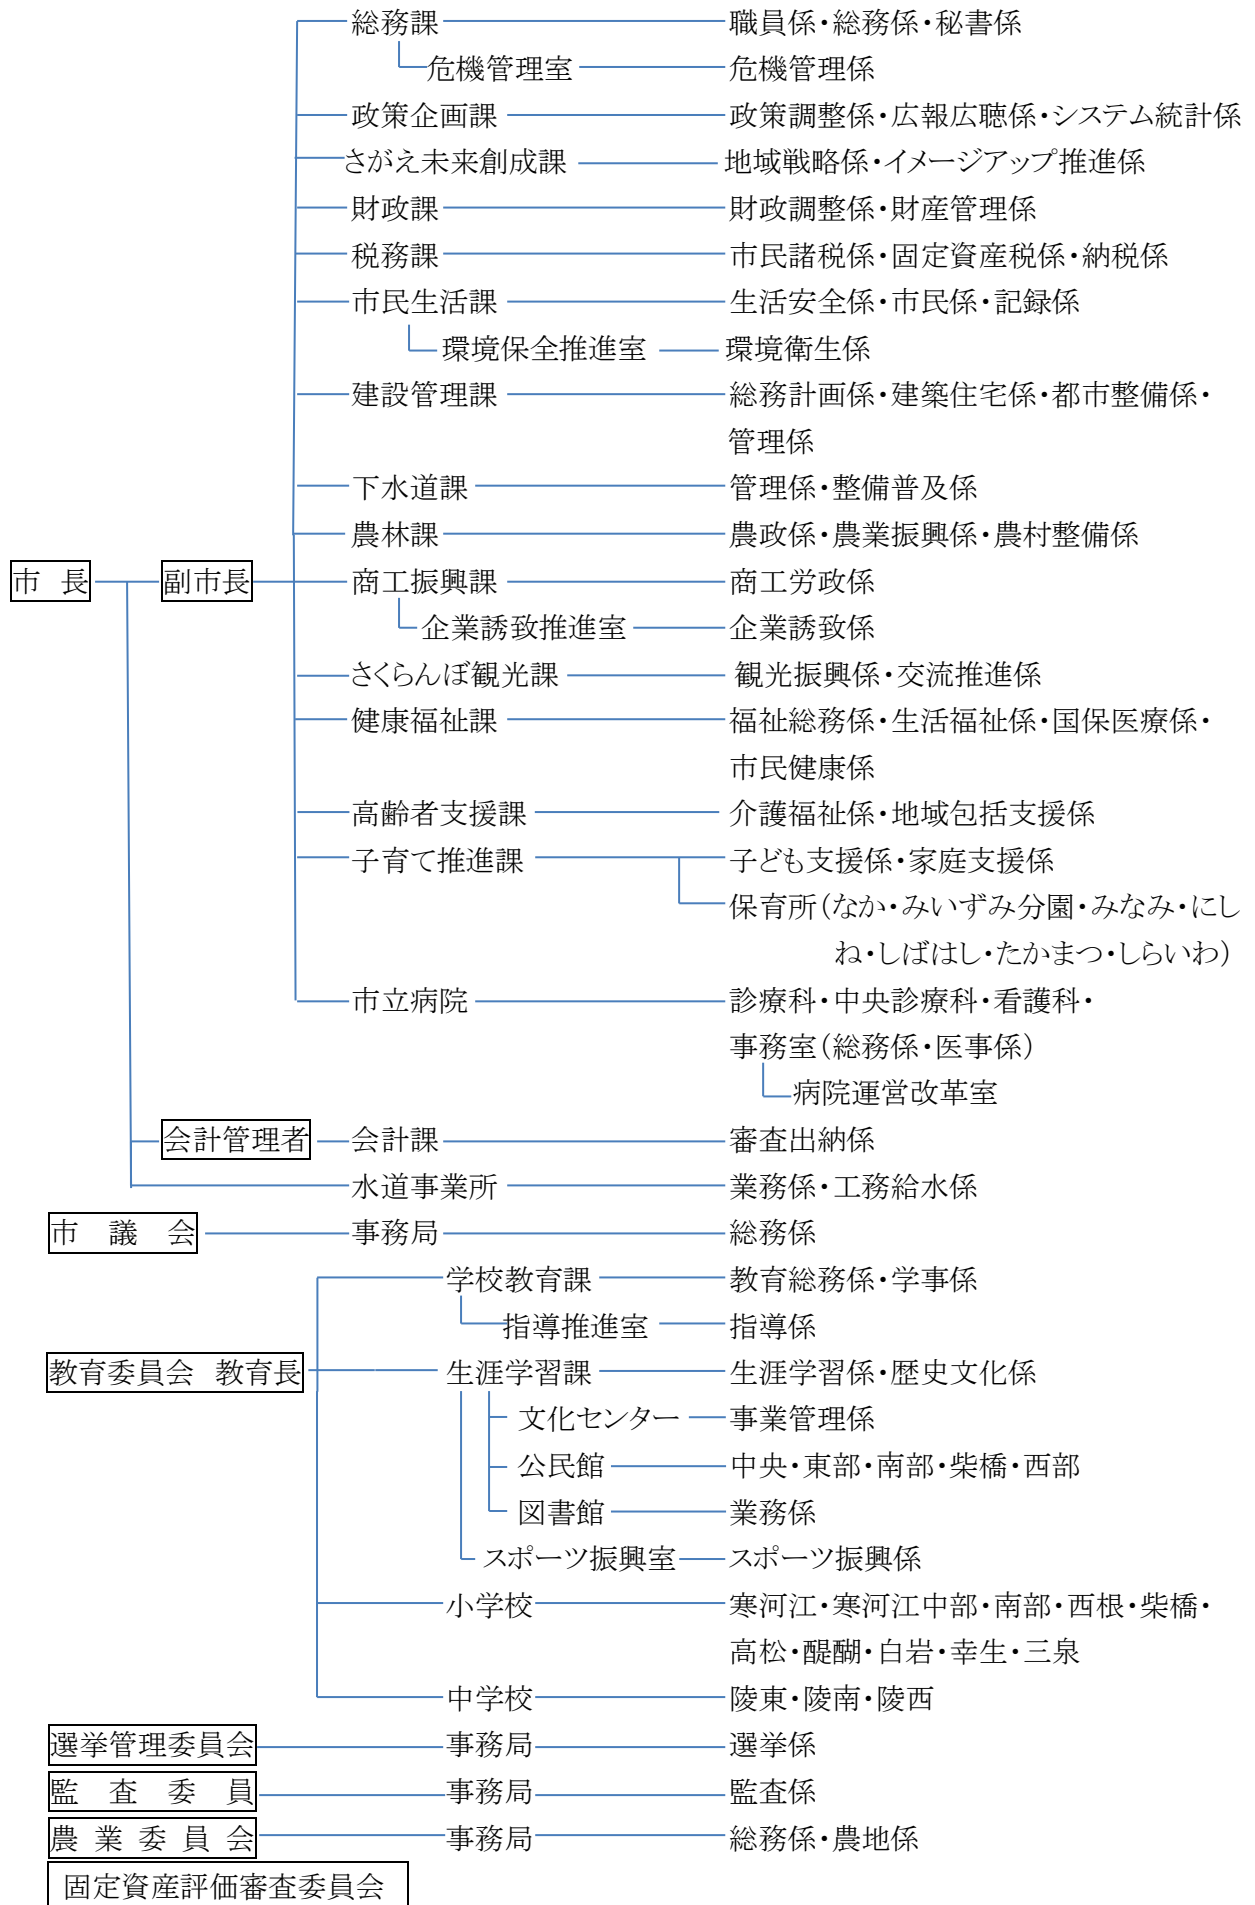 総務課 職員係・総務係・秘書係
危機管理室 危機管理係
政策企画課 政策調整係・広報広聴係・システム統計係
さがえ未来創成課 地域戦略係・イメージアップ推進係
財政課 財政調整係・財産管理係
税務課 市民諸税係・固定資産税係・納税係
市民生活課 生活安全係・市民係・記録係
環境保全推進室 環境衛生係
建設管理課 総務計画係・建築住宅係・都市整備係・
管理係
下水道課 管理係・整備普及係
農林課 農政係・農業振興係・農村整備係
市 長 副市長 商工振興課 商工労政係
企業誘致推進室 企業誘致係
さくらんぼ観光課 観光振興係・交流推進係
健康福祉課 福祉総務係・生活福祉係・国保医療係・
市民健康係
高齢者支援課 介護福祉係・地域包括支援係
子育て推進課 子ども支援係・家庭支援係
保育所(なか・みいずみ分園・みなみ・にし
ね・しばはし・たかまつ・しらいわ)
市立病院 診療科・中央診療科・看護科・
事務室(総務係・医事係)
病院運営改革室
会計管理者 会計課 審査出納係
水道事業所 業務係・工務給水係
市 議 会 事務局 総務係
学校教育課 教育総務係・学事係
指導推進室 指導係
教育委員会 教育長 生涯学習課 生涯学習係・歴史文化係
文化センター 事業管理係
公民館 中央・東部・南部・柴橋・西部
図書館 業務係
スポーツ振興室 スポーツ振興係
小学校 寒河江・寒河江中部・南部・西根・柴橋・
高松・醍醐・白岩・幸生・三泉
中学校 陵東・陵南・陵西
選挙管理委員会 事務局 選挙係
監 査 委 員 事務局 監査係
農 業 委 員 会 事務局 総務係・農地係
固定資産評価審査委員会